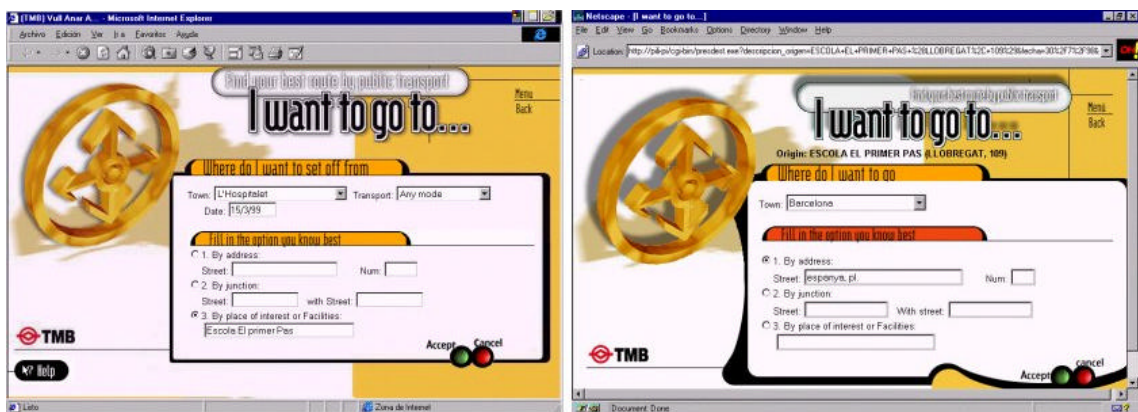 [TMB] Vull Anar A... - Microsoft Internet Explorer
Archivo Edición Ver Ir a Favoritos Ayuda
Find your best route by public transport
I want to go to...
Menu
Back
Where do I want to set off from
Town: L'Hospitalet Transport: Any mode
Date: 15/3/99
Fill in the option you know best
1. By address:
Street: Num:
2. By junction:
Street: with Street:
3. By place of interest or Facilities:
Escola El primer Pas
Accept Cancel
TMB
Help
Listo Zona de Internet
Netscape - [I want to go to...]
File Edit View Go Bookmarks Options Directory Window Help
Location:
Find your best route by public transport
I want to go to...
Menú
Back
Origin: ESCOLA EL PRIMER PAS (LLOBREGAT, 109)
Where do I want to go
Town: Barcelona
Fill in the option you know best
1. By address:
Street: espanya, pl. Num:
2. By junction:
Street: With street:
3. By place of interest or Facilities:
Accept cancel
TMB
Document Done